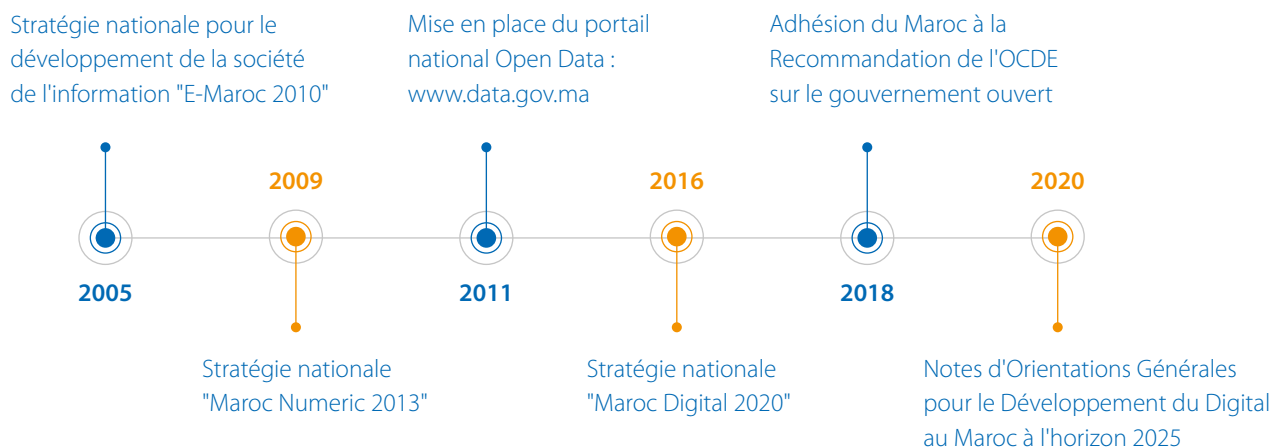 Stratégie nationale pour le
développement de la société
de l'information "E-Maroc 2010"
Mise en place du portail
national Open Data :
www.data.gov.ma
Adhésion du Maroc à la
Recommandation de l'OCDE
sur le gouvernement ouvert
2009
2016
2020
2005
2011
2018
Stratégie nationale
"Maroc Numeric 2013"
Stratégie nationale
"Maroc Digital 2020"
Notes d'Orientations Générales
pour le Développement du Digital
au Maroc à l'horizon 2025